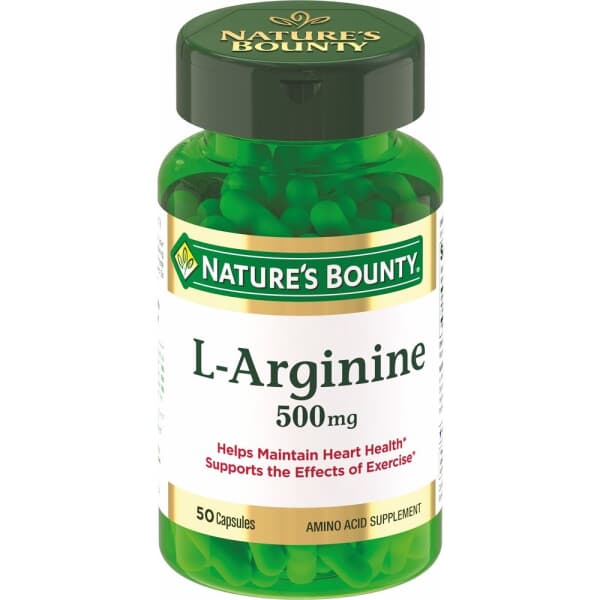 NATURE'S
BOUNTY
NATURE'S BOUNTY®
L-Arginine
500mg
Helps Maintain Heart Health*
Supports the Effects of Exercise*
50 Capsules
AMINO ACID SUPPLEMENT